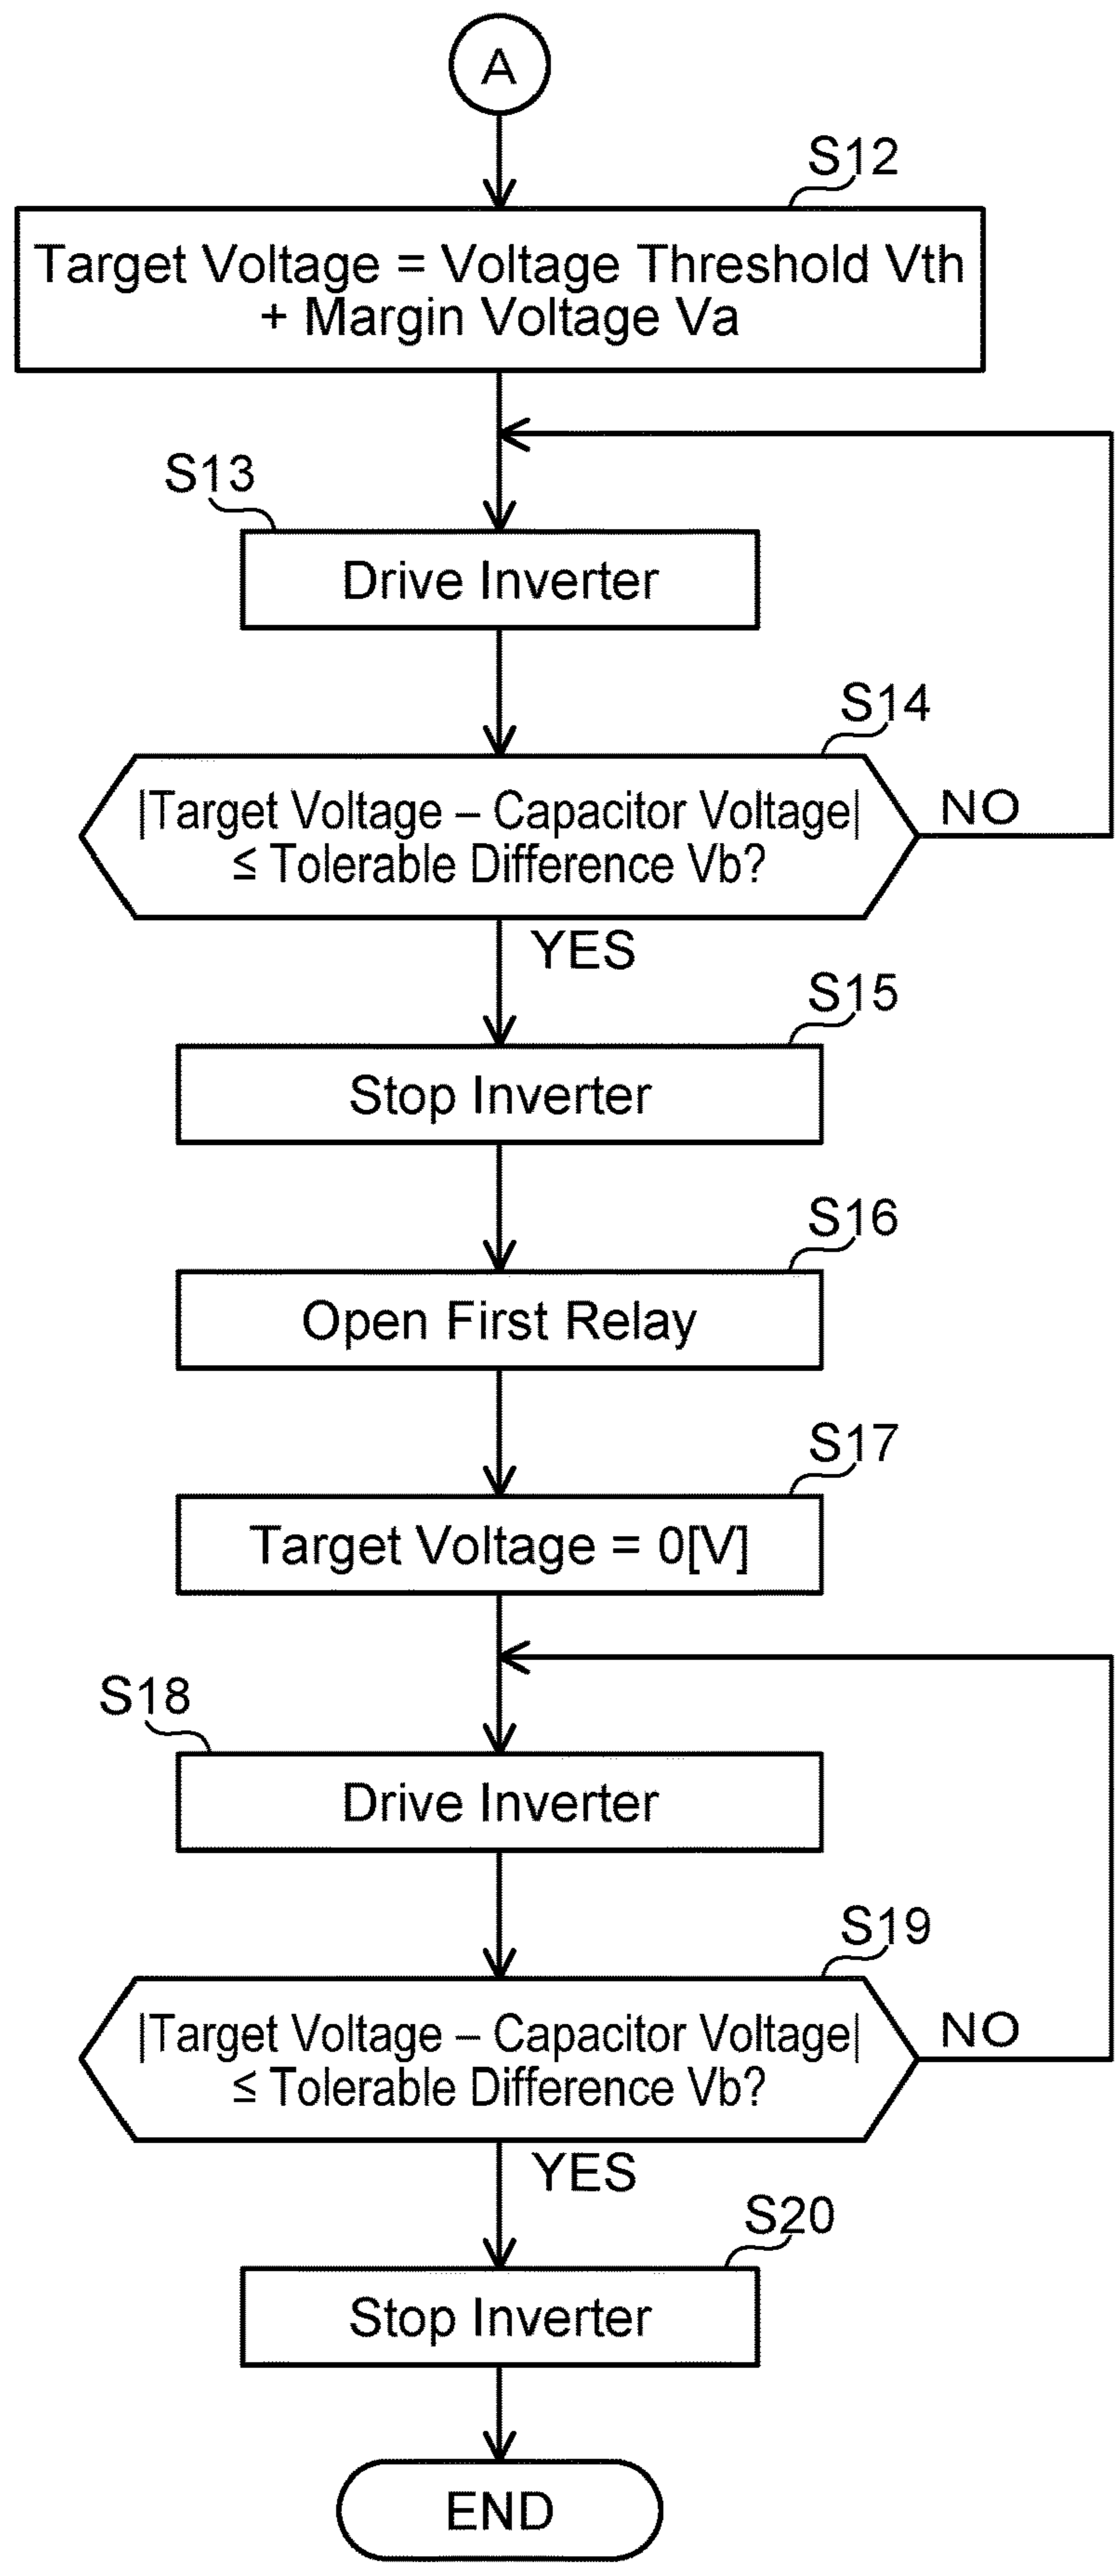 A
S12
Target Voltage = Voltage Threshold Vth
+ Margin Voltage Va
S13
Drive Inverter
S14
|Target Voltage – Capacitor Voltage|
≤ Tolerable Difference Vb?
NO
YES
S15
Stop Inverter
S16
Open First Relay
S17
Target Voltage = 0[V]
S18
Drive Inverter
S19
|Target Voltage – Capacitor Voltage|
≤ Tolerable Difference Vb?
NO
YES
S20
Stop Inverter
END